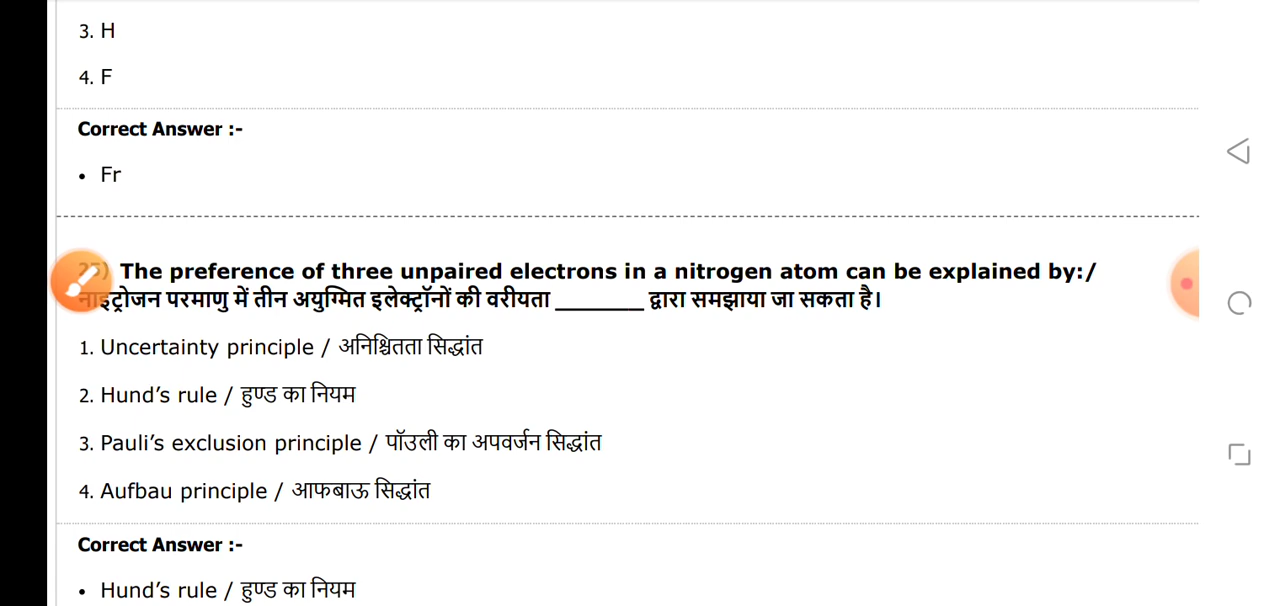 3. H
4. F
Correct Answer :-
• Fr
25) The preference of three unpaired electrons in a nitrogen atom can be explained by:/
नाइट्रोजन परमाणु में तीन अयुग्मित इलेक्ट्रॉनों की वरीयता ________ द्वारा समझाया जा सकता है।
1. Uncertainty principle / अनिश्चितता सिद्धांत
2. Hund’s rule / हुण्ड का नियम
3. Pauli’s exclusion principle / पॉउली का अपवर्जन सिद्धांत
4. Aufbau principle / आफबाऊ सिद्धांत
Correct Answer :-
• Hund’s rule / हुण्ड का नियम